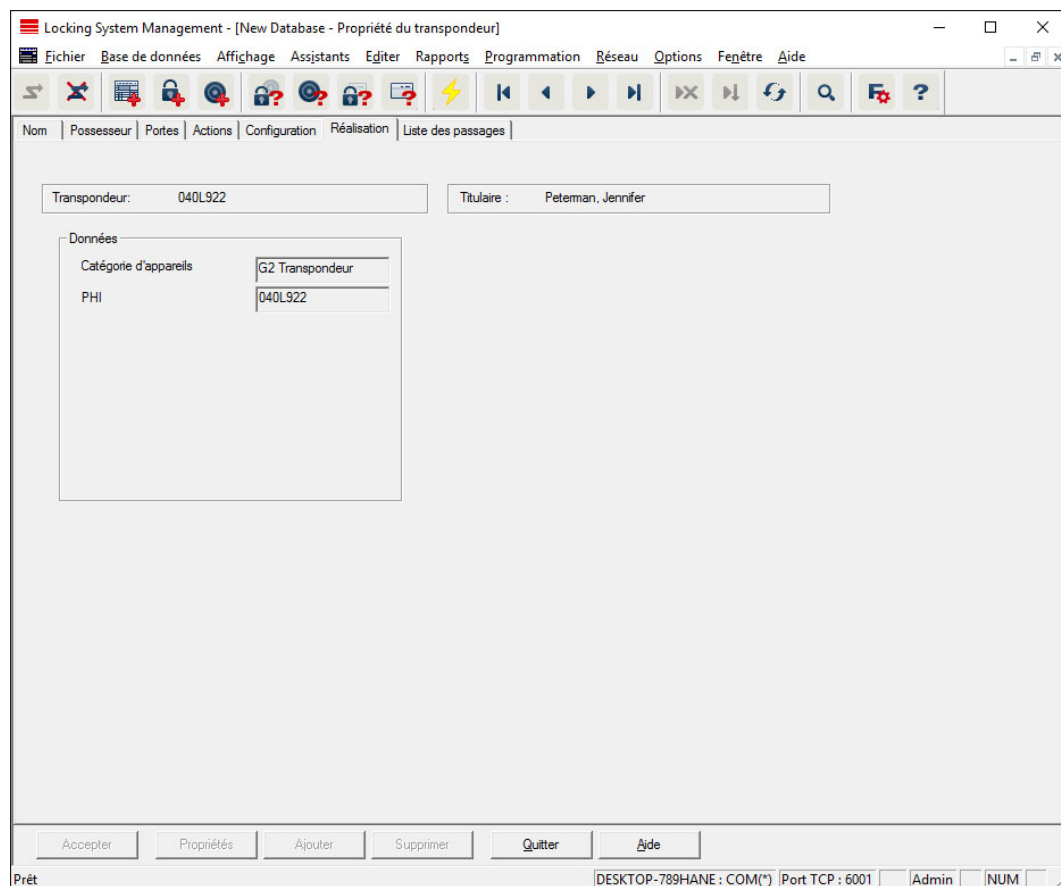 Locking System Management - [New Database - Propriété du transpondeur]
Fichier Base de données Affichage Assistants Editer Rapports Programmation Réseau Options Fenêtre Aide
Nom Possesseur Portes Actions Configuration Réalisation Liste des passages
Transpondeur: 040L922 Titulaire : Peterman, Jennifer
Données
Catégorie d'appareils G2 Transpondeur
PHI 040L922
Accepter Propriétés Ajouter Supprimer Quitter Aide
Prêt DESKTOP-789HANE : COM(*) Port TCP : 6001 Admin NUM